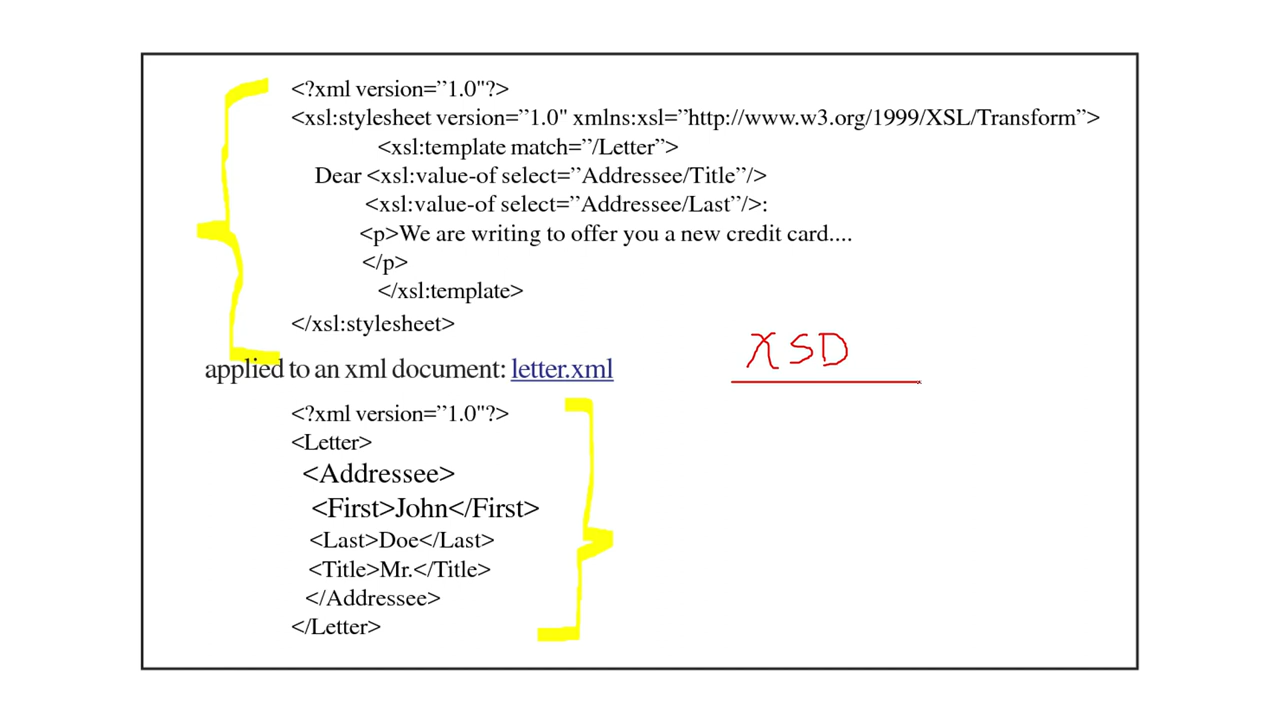 <?xml version=”1.0"?>
<xsl:stylesheet version=”1.0" xmlns:xsl=”http://www.w3.org/1999/XSL/Transform”>
<xsl:template match=”/Letter”>
Dear <xsl:value-of select=”Addressee/Title”/>
<xsl:value-of select=”Addressee/Last”/>:
<p>We are writing to offer you a new credit card....
</p>
</xsl:template>
</xsl:stylesheet>
XSD
applied to an xml document: letter.xml
<?xml version=”1.0"?>
<Letter>
<Addressee>
<First>John</First>
<Last>Doe</Last>
<Title>Mr.</Title>
</Addressee>
</Letter>